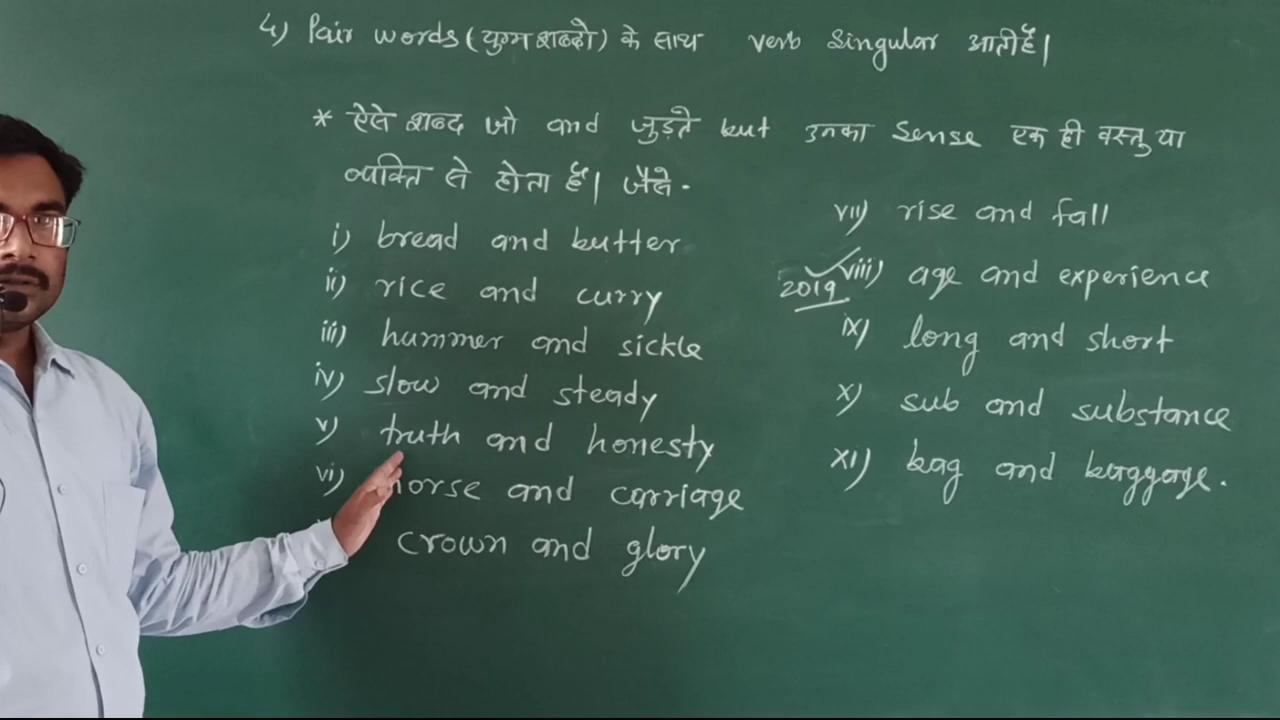 4) Pair words (युग्म शब्दो) के साथ verb singular आती है।
* ऐसे शब्द जो and जुड़ते but उनका sense एक ही वस्तु या
व्यक्ति से होता है। जैसे-
i) bread and butter
ii) rice and curry
iii) hummer and sickle
iv) slow and steady
v) truth and honesty
vi) horse and carriage
crown and glory
vii) rise and fall
2019 viii) age and experience
ix) long and short
x) sub and substance
xi) bag and baggage.